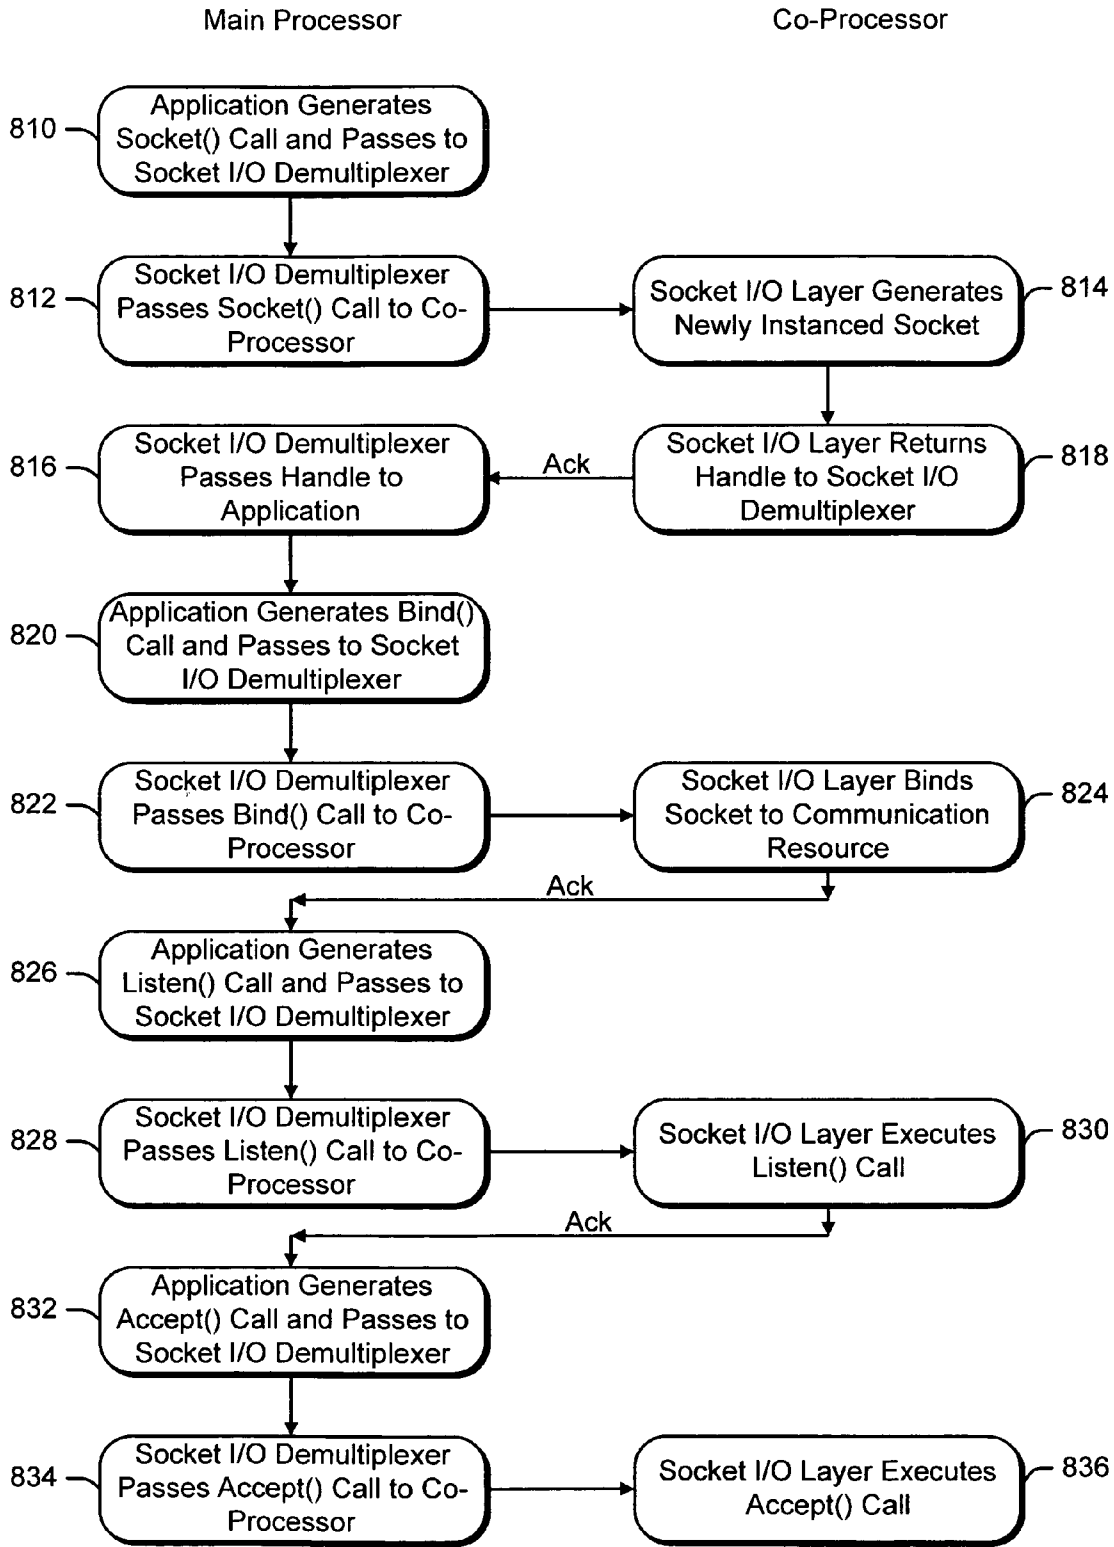 Main Processor
Co-Processor
810
Application Generates
Socket() Call and Passes to
Socket I/O Demultiplexer
812
Socket I/O Demultiplexer
Passes Socket() Call to Co-
Processor
Socket I/O Layer Generates
Newly Instanced Socket
814
816
Socket I/O Demultiplexer
Passes Handle to
Application
Ack
Socket I/O Layer Returns
Handle to Socket I/O
Demultiplexer
818
820
Application Generates Bind()
Call and Passes to Socket
I/O Demultiplexer
822
Socket I/O Demultiplexer
Passes Bind() Call to Co-
Processor
Socket I/O Layer Binds
Socket to Communication
Resource
824
Ack
826
Application Generates
Listen() Call and Passes to
Socket I/O Demultiplexer
828
Socket I/O Demultiplexer
Passes Listen() Call to Co-
Processor
Socket I/O Layer Executes
Listen() Call
830
Ack
832
Application Generates
Accept() Call and Passes to
Socket I/O Demultiplexer
834
Socket I/O Demultiplexer
Passes Accept() Call to Co-
Processor
Socket I/O Layer Executes
Accept() Call
836